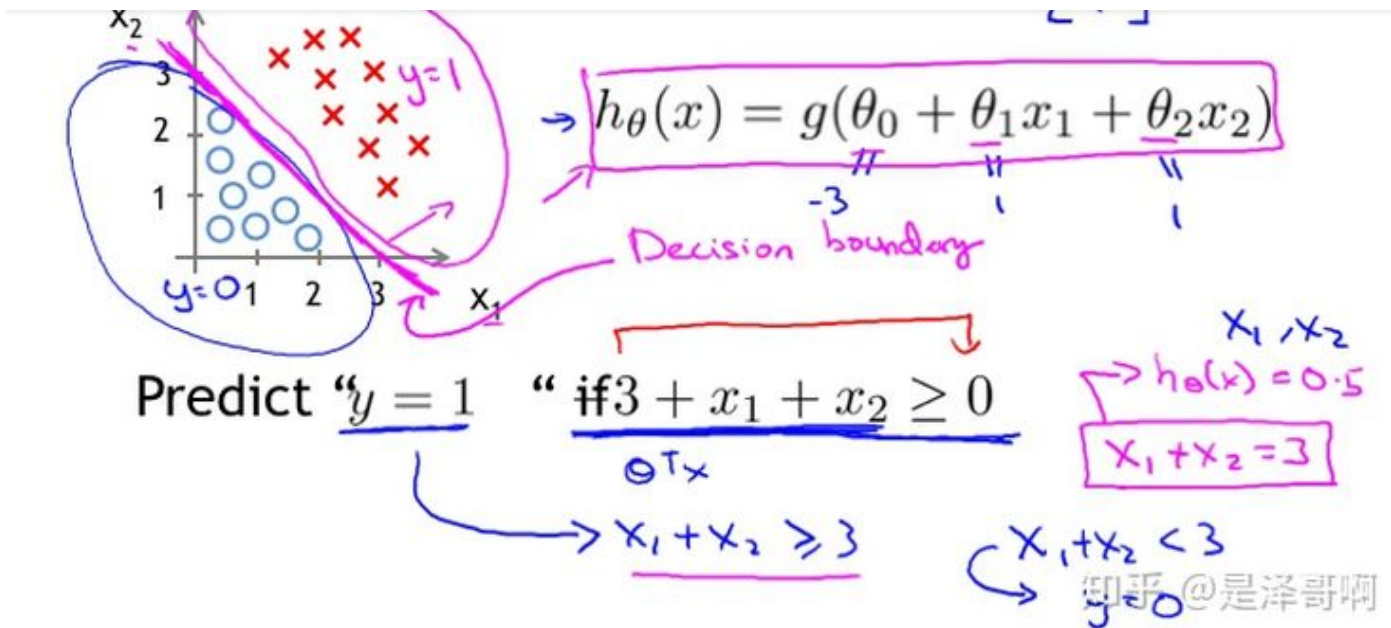 x₂
3
2
1
y=1
y=0 1 2 3 x₁
→ hθ(x) = g(θ₀ + θ₁x₁ + θ₂x₂)
-3 1 1
Decision boundary
Predict “y = 1 “ if3 + x₁ + x₂ ≥ 0
θᵀx
x₁ + x₂ ≥ 3
x₁, x₂
→ hθ(x) = 0.5
x₁ + x₂ = 3
x₁ + x₂ < 3
y=0
知乎 @是泽哥啊